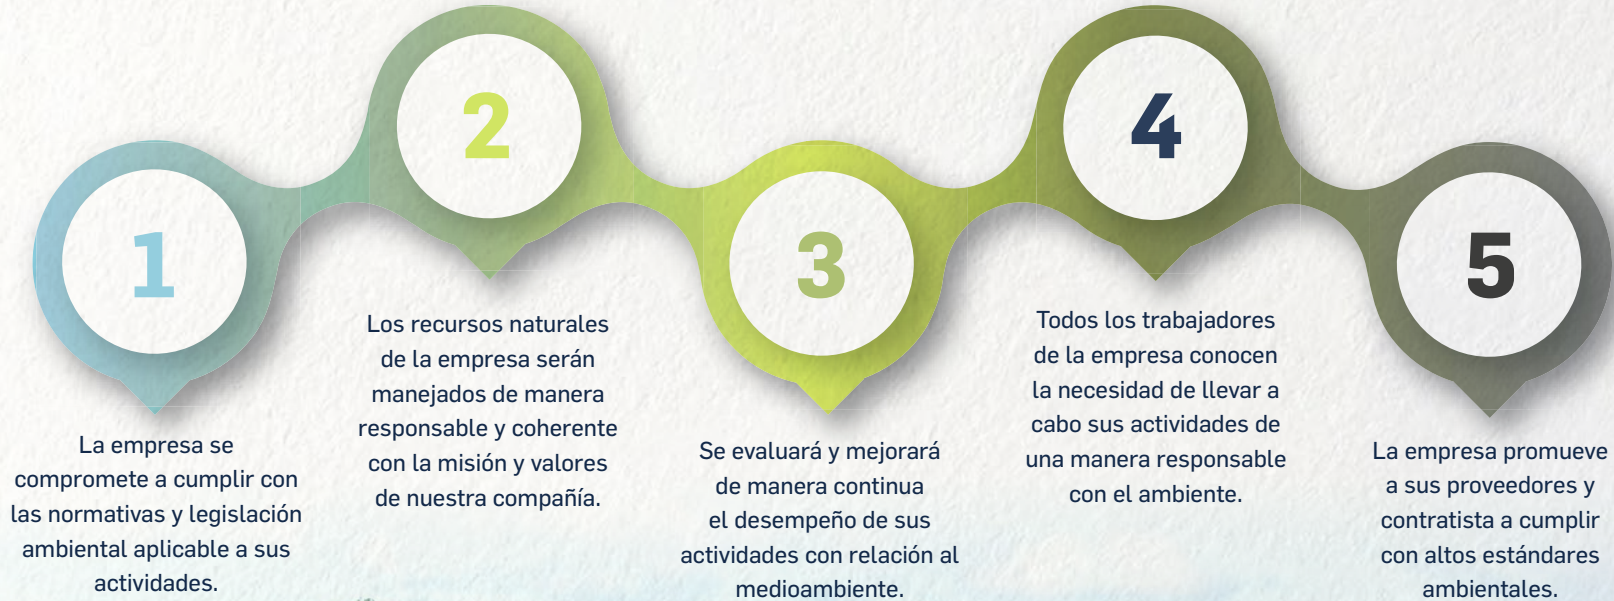 1
La empresa se
compromete a cumplir con
las normativas y legislación
ambiental aplicable a sus
actividades.
2
Los recursos naturales
de la empresa serán
manejados de manera
responsable y coherente
con la misión y valores
de nuestra compañía.
3
Se evaluará y mejorará
de manera continua
el desempeño de sus
actividades con relación al
medioambiente.
4
Todos los trabajadores
de la empresa conocen
la necesidad de llevar a
cabo sus actividades de
una manera responsable
con el ambiente.
5
La empresa promueve
a sus proveedores y
contratista a cumplir
con altos estándares
ambientales.